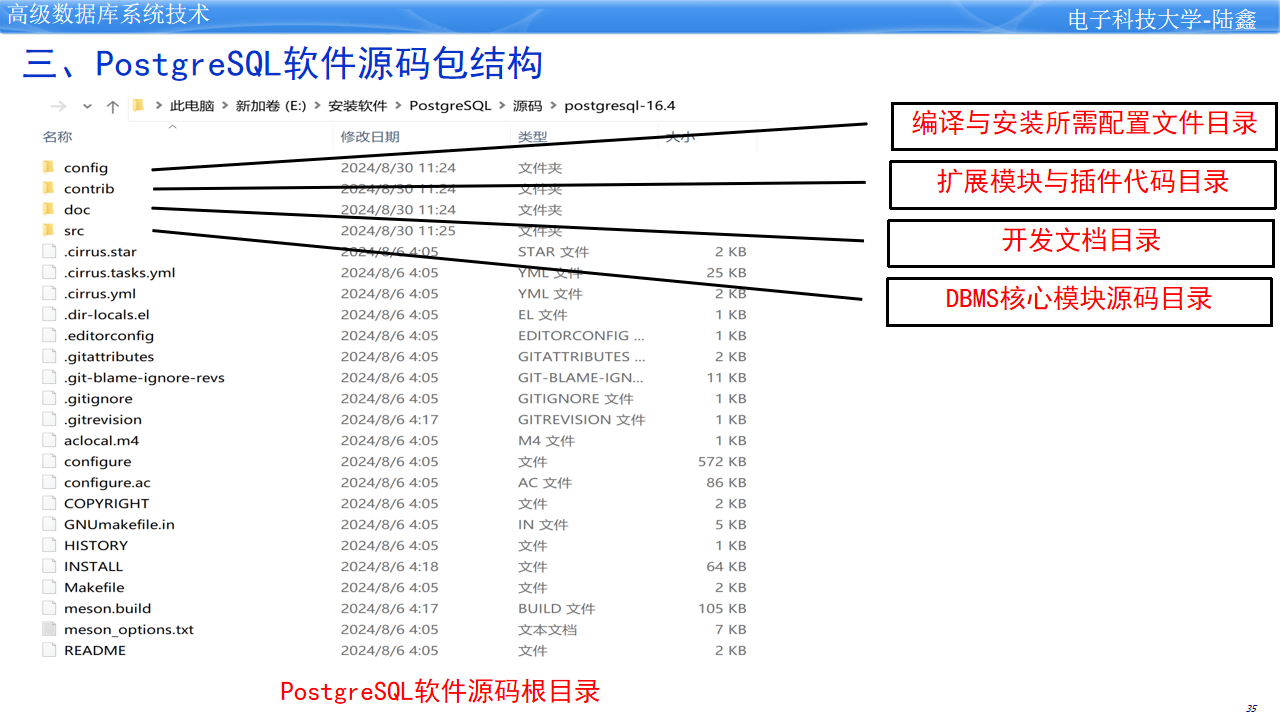 高级数据库系统技术
电子科技大学-陆鑫
三、PostgreSQL软件源码包结构
此电脑 > 新加卷 (E:) > 安装软件 > PostgreSQL > 源码 > postgresql-16.4
名称 修改日期 类型 大小
config 2024/8/30 11:24 文件夹
contrib 2024/8/30 11:24 文件夹
doc 2024/8/30 11:24 文件夹
src 2024/8/30 11:25 文件夹
.cirrus.star 2024/8/6 4:05 STAR 文件 2 KB
.cirrus.tasks.yml 2024/8/6 4:05 YML 文件 25 KB
.cirrus.yml 2024/8/6 4:05 YML 文件 2 KB
.dir-locals.el 2024/8/6 4:05 EL 文件 1 KB
.editorconfig 2024/8/6 4:05 EDITORCONFIG ... 1 KB
.gitattributes 2024/8/6 4:05 GITATTRIBUTES ... 2 KB
.git-blame-ignore-revs 2024/8/6 4:05 GIT-BLAME-IGN... 11 KB
.gitignore 2024/8/6 4:05 GITIGNORE 文件 1 KB
.gitrevision 2024/8/6 4:17 GITREVISION 文件 1 KB
aclocal.m4 2024/8/6 4:05 M4 文件 1 KB
configure 2024/8/6 4:05 文件 572 KB
configure.ac 2024/8/6 4:05 AC 文件 86 KB
COPYRIGHT 2024/8/6 4:05 文件 2 KB
GNUmakefile.in 2024/8/6 4:05 IN 文件 5 KB
HISTORY 2024/8/6 4:05 文件 1 KB
INSTALL 2024/8/6 4:18 文件 64 KB
Makefile 2024/8/6 4:05 文件 2 KB
meson.build 2024/8/6 4:17 BUILD 文件 105 KB
meson_options.txt 2024/8/6 4:05 文本文档 7 KB
README 2024/8/6 4:05 文件 2 KB
编译与安装所需配置文件目录
扩展模块与插件代码目录
开发文档目录
DBMS核心模块源码目录
PostgreSQL软件源码根目录
35